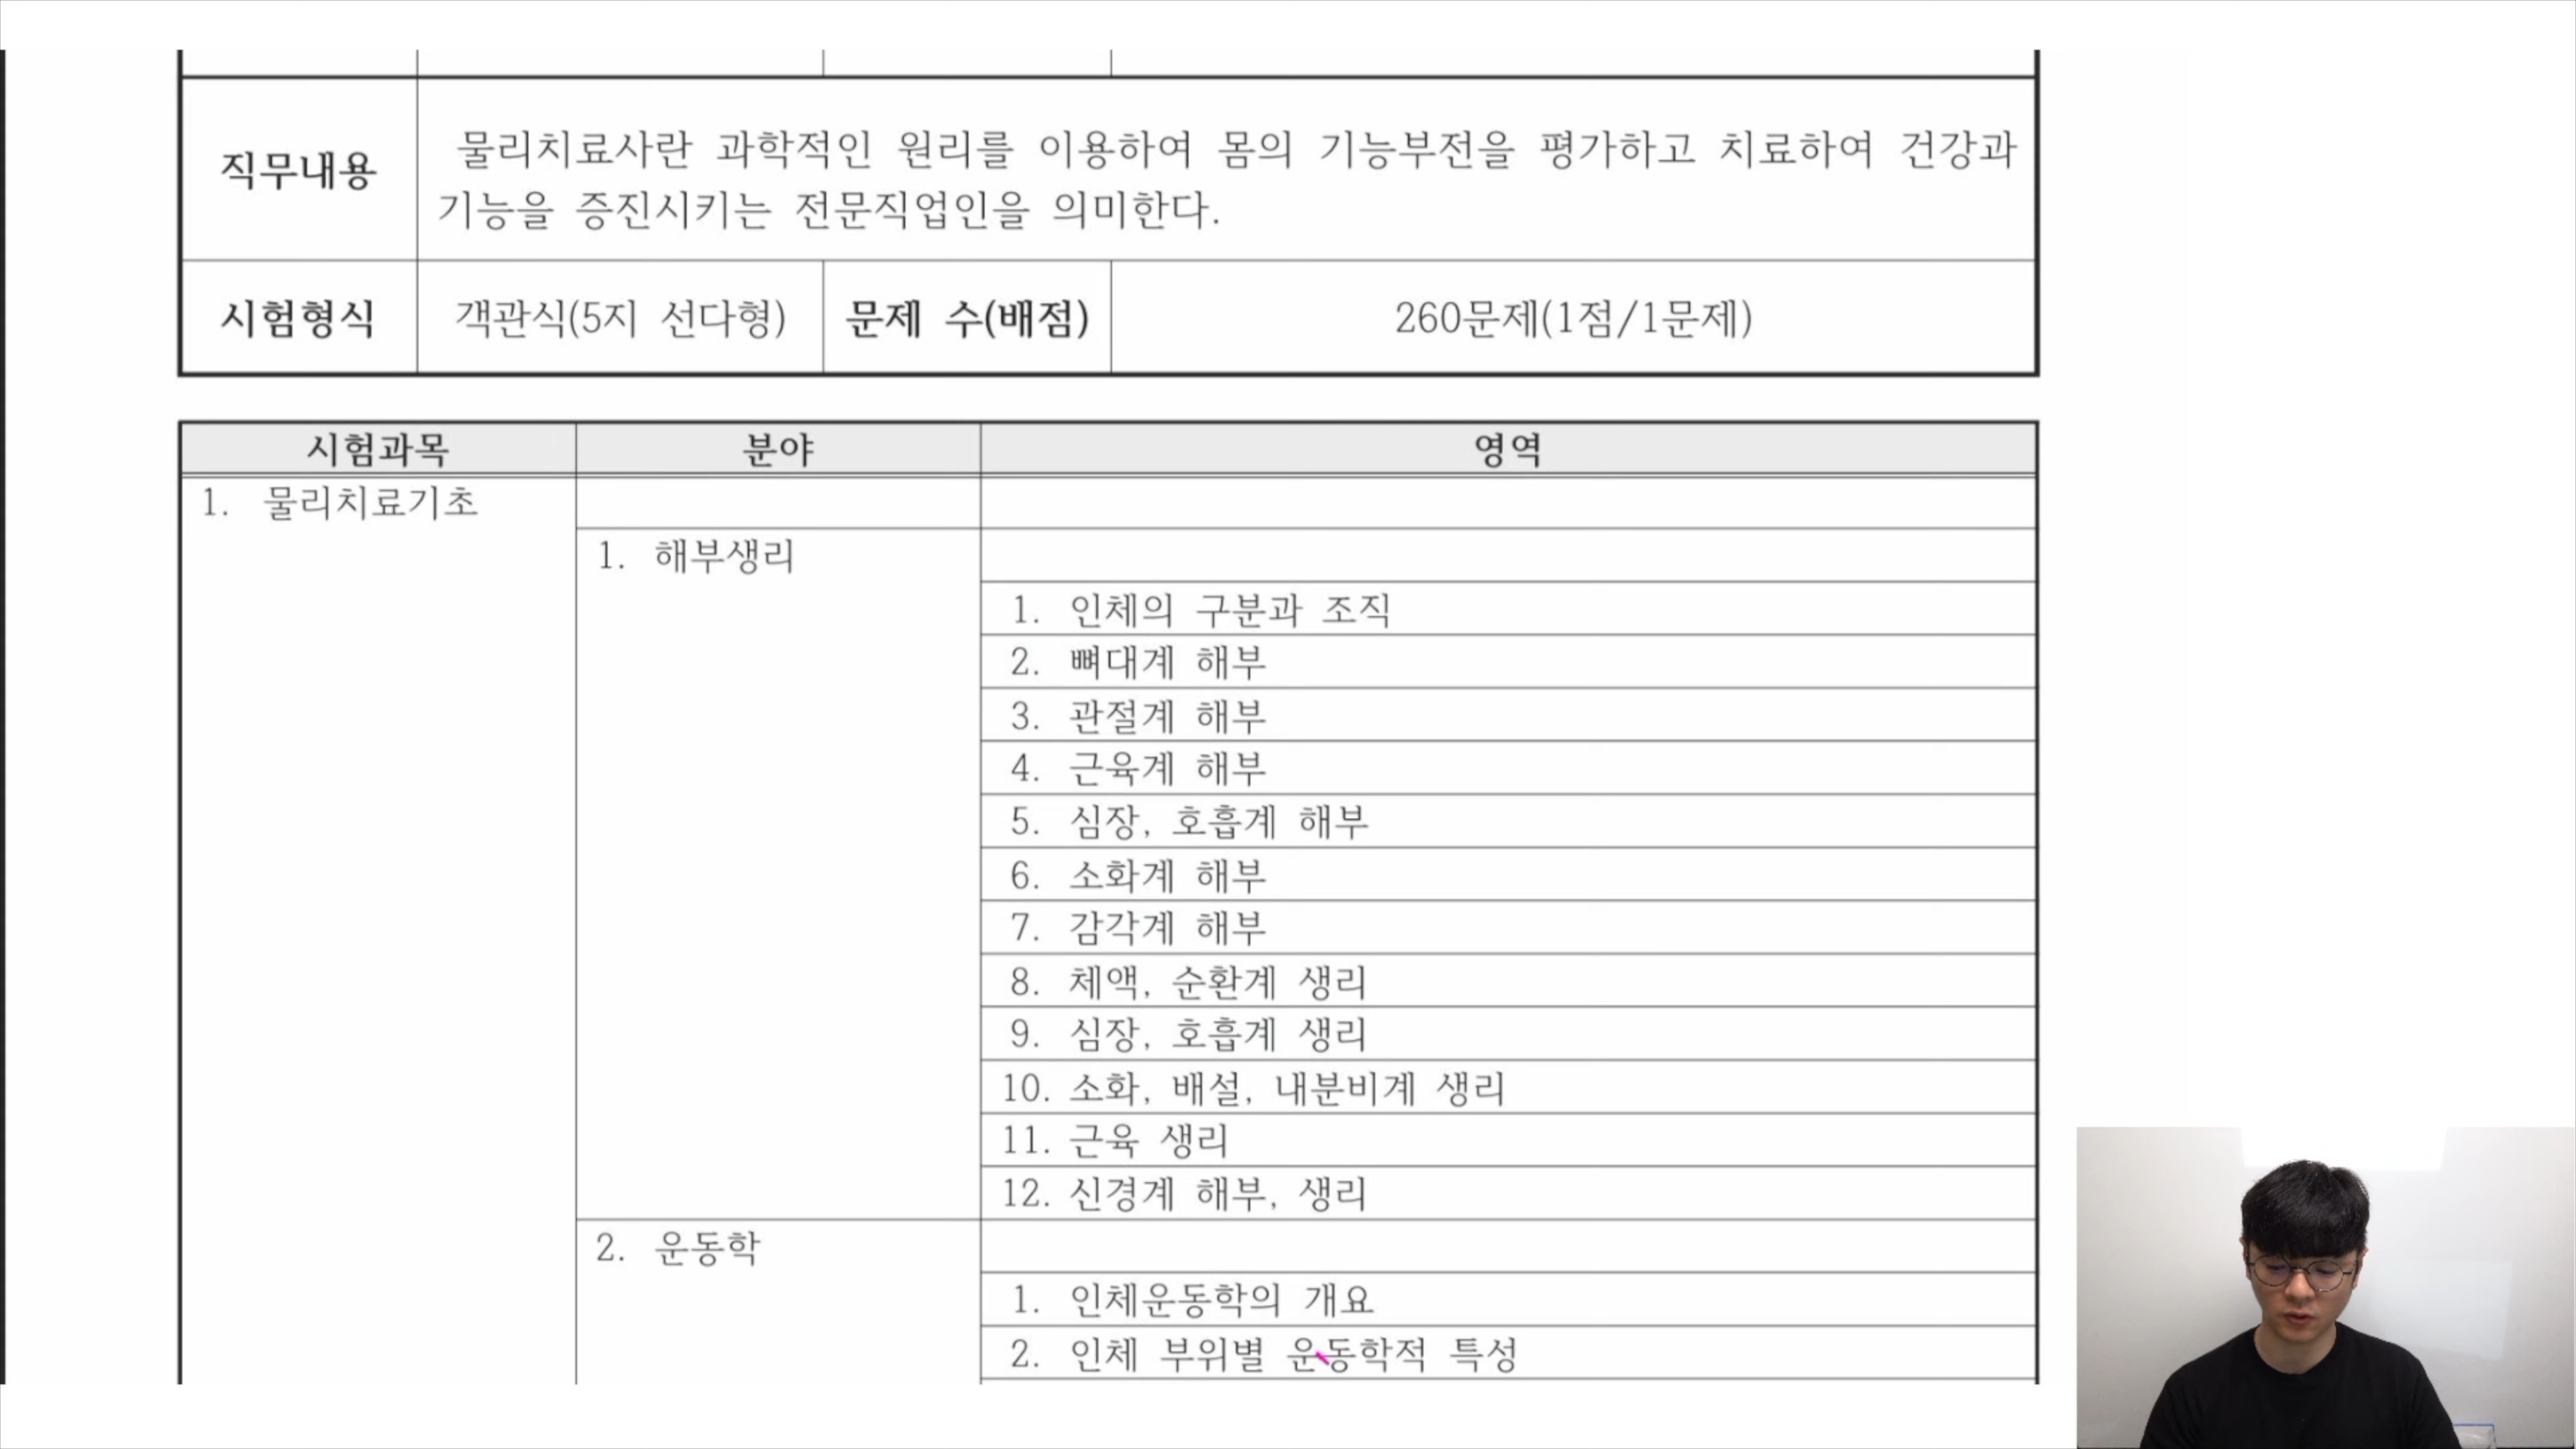 직무내용
물리치료사란 과학적인 원리를 이용하여 몸의 기능부전을 평가하고 치료하여 건강과
기능을 증진시키는 전문직업인을 의미한다.
시험형식 객관식(5지 선다형) 문제 수(배점) 260문제(1점/1문제)
시험과목 분야 영역
1. 물리치료기초
1. 해부생리
1. 인체의 구분과 조직
2. 뼈대계 해부
3. 관절계 해부
4. 근육계 해부
5. 심장, 호흡계 해부
6. 소화계 해부
7. 감각계 해부
8. 체액, 순환계 생리
9. 심장, 호흡계 생리
10. 소화, 배설, 내분비계 생리
11. 근육 생리
12. 신경계 해부, 생리
2. 운동학
1. 인체운동학의 개요
2. 인체 부위별 운동학적 특성